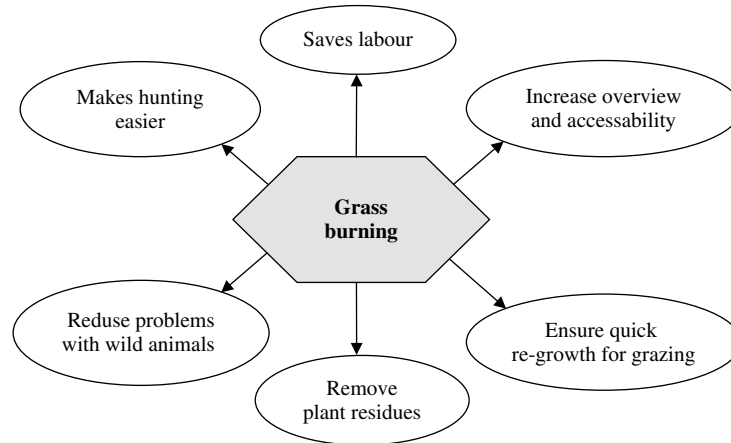 Saves labour
Makes hunting
easier
Increase overview
and accessability
Grass
burning
Reduse problems
with wild animals
Ensure quick
re-growth for grazing
Remove
plant residues